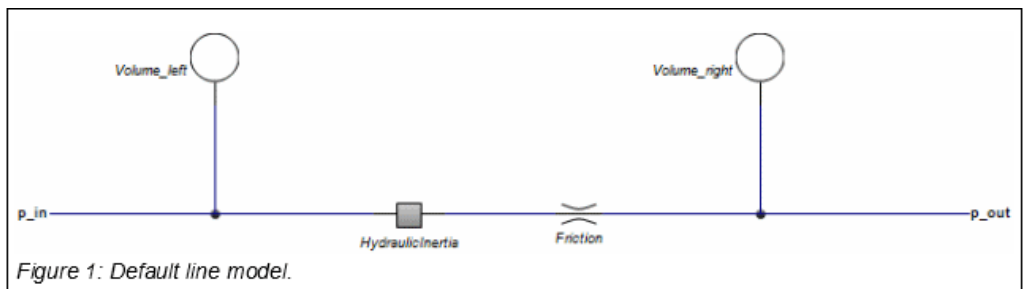 Volume_left
Volume_right
p_in
p_out
HydraulicInertia
Friction
Figure 1: Default line model.